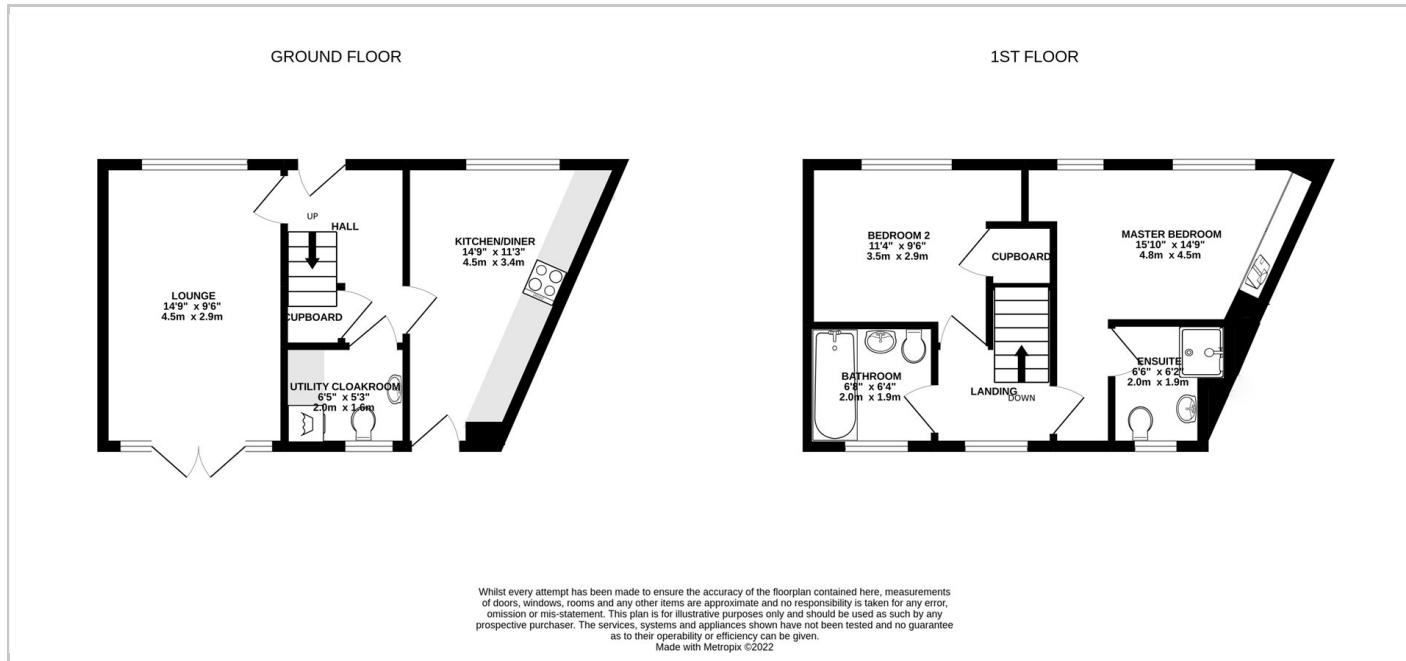 GROUND FLOOR
LOUNGE
14'9" x 9'6"
4.5m x 2.9m
UP
HALL
CUPBOARD
KITCHEN/DINER
14'9" x 11'3"
4.5m x 3.4m
UTILITY CLOAKROOM
6'5" x 5'3"
2.0m x 1.6m
1ST FLOOR
BEDROOM 2
11'4" x 9'6"
3.5m x 2.9m
CUPBOARD
MASTER BEDROOM
15'10" x 14'9"
4.8m x 4.5m
BATHROOM
6'8" x 6'4"
2.0m x 1.9m
LANDING
DOWN
ENSUITE
6'6" x 6'2"
2.0m x 1.9m
Whilst every attempt has been made to ensure the accuracy of the floorplan contained here, measurements
of doors, windows, rooms and any other items are approximate and no responsibility is taken for any error,
omission or mis-statement. This plan is for illustrative purposes only and should be used as such by any
prospective purchaser. The services, systems and appliances shown have not been tested and no guarantee
as to their operability or efficiency can be given.
Made with Metropix ©2022